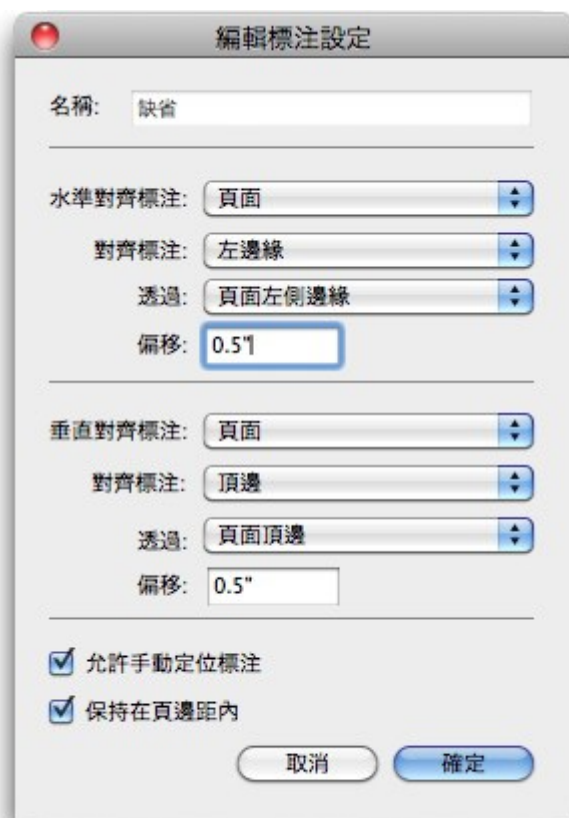 編輯標注設定
名稱: 缺省
水準對齊標注: 頁面
對齊標注: 左邊緣
透過: 頁面左側邊緣
偏移: 0.5"
垂直對齊標注: 頁面
對齊標注: 頂邊
透過: 頁面頂邊
偏移: 0.5"
允許手動定位標注
保持在頁邊距內
取消 確定